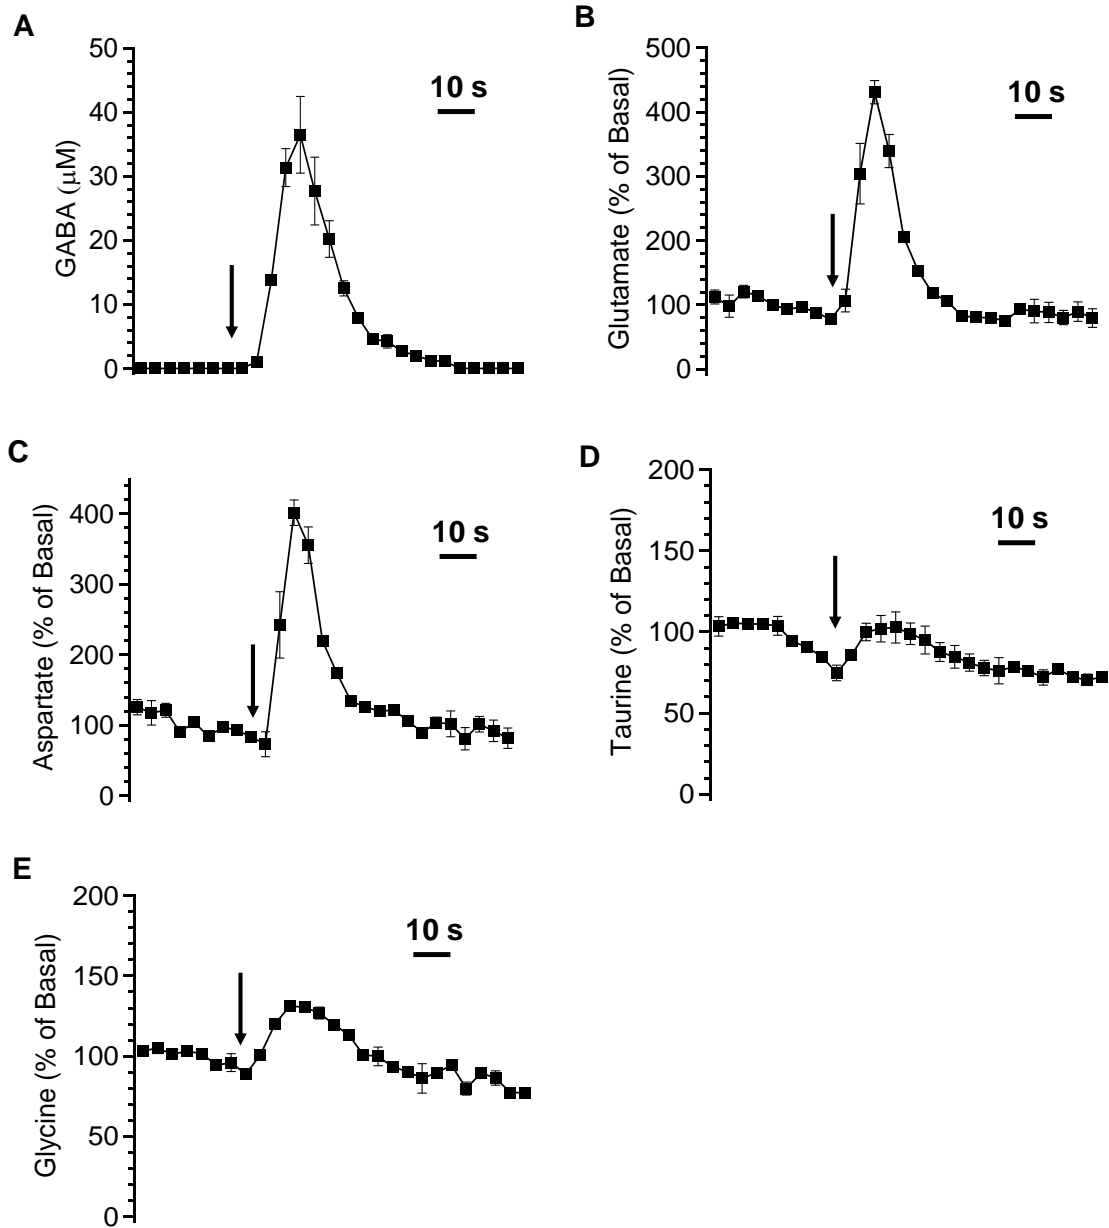 A
GABA (μM)
50
40
30
20
10
0
10 s
B
Glutamate (% of Basal)
500
400
300
200
100
0
10 s
C
Aspartate (% of Basal)
400
300
200
100
0
10 s
D
Taurine (% of Basal)
200
150
100
50
0
10 s
E
Glycine (% of Basal)
200
150
100
50
0
10 s